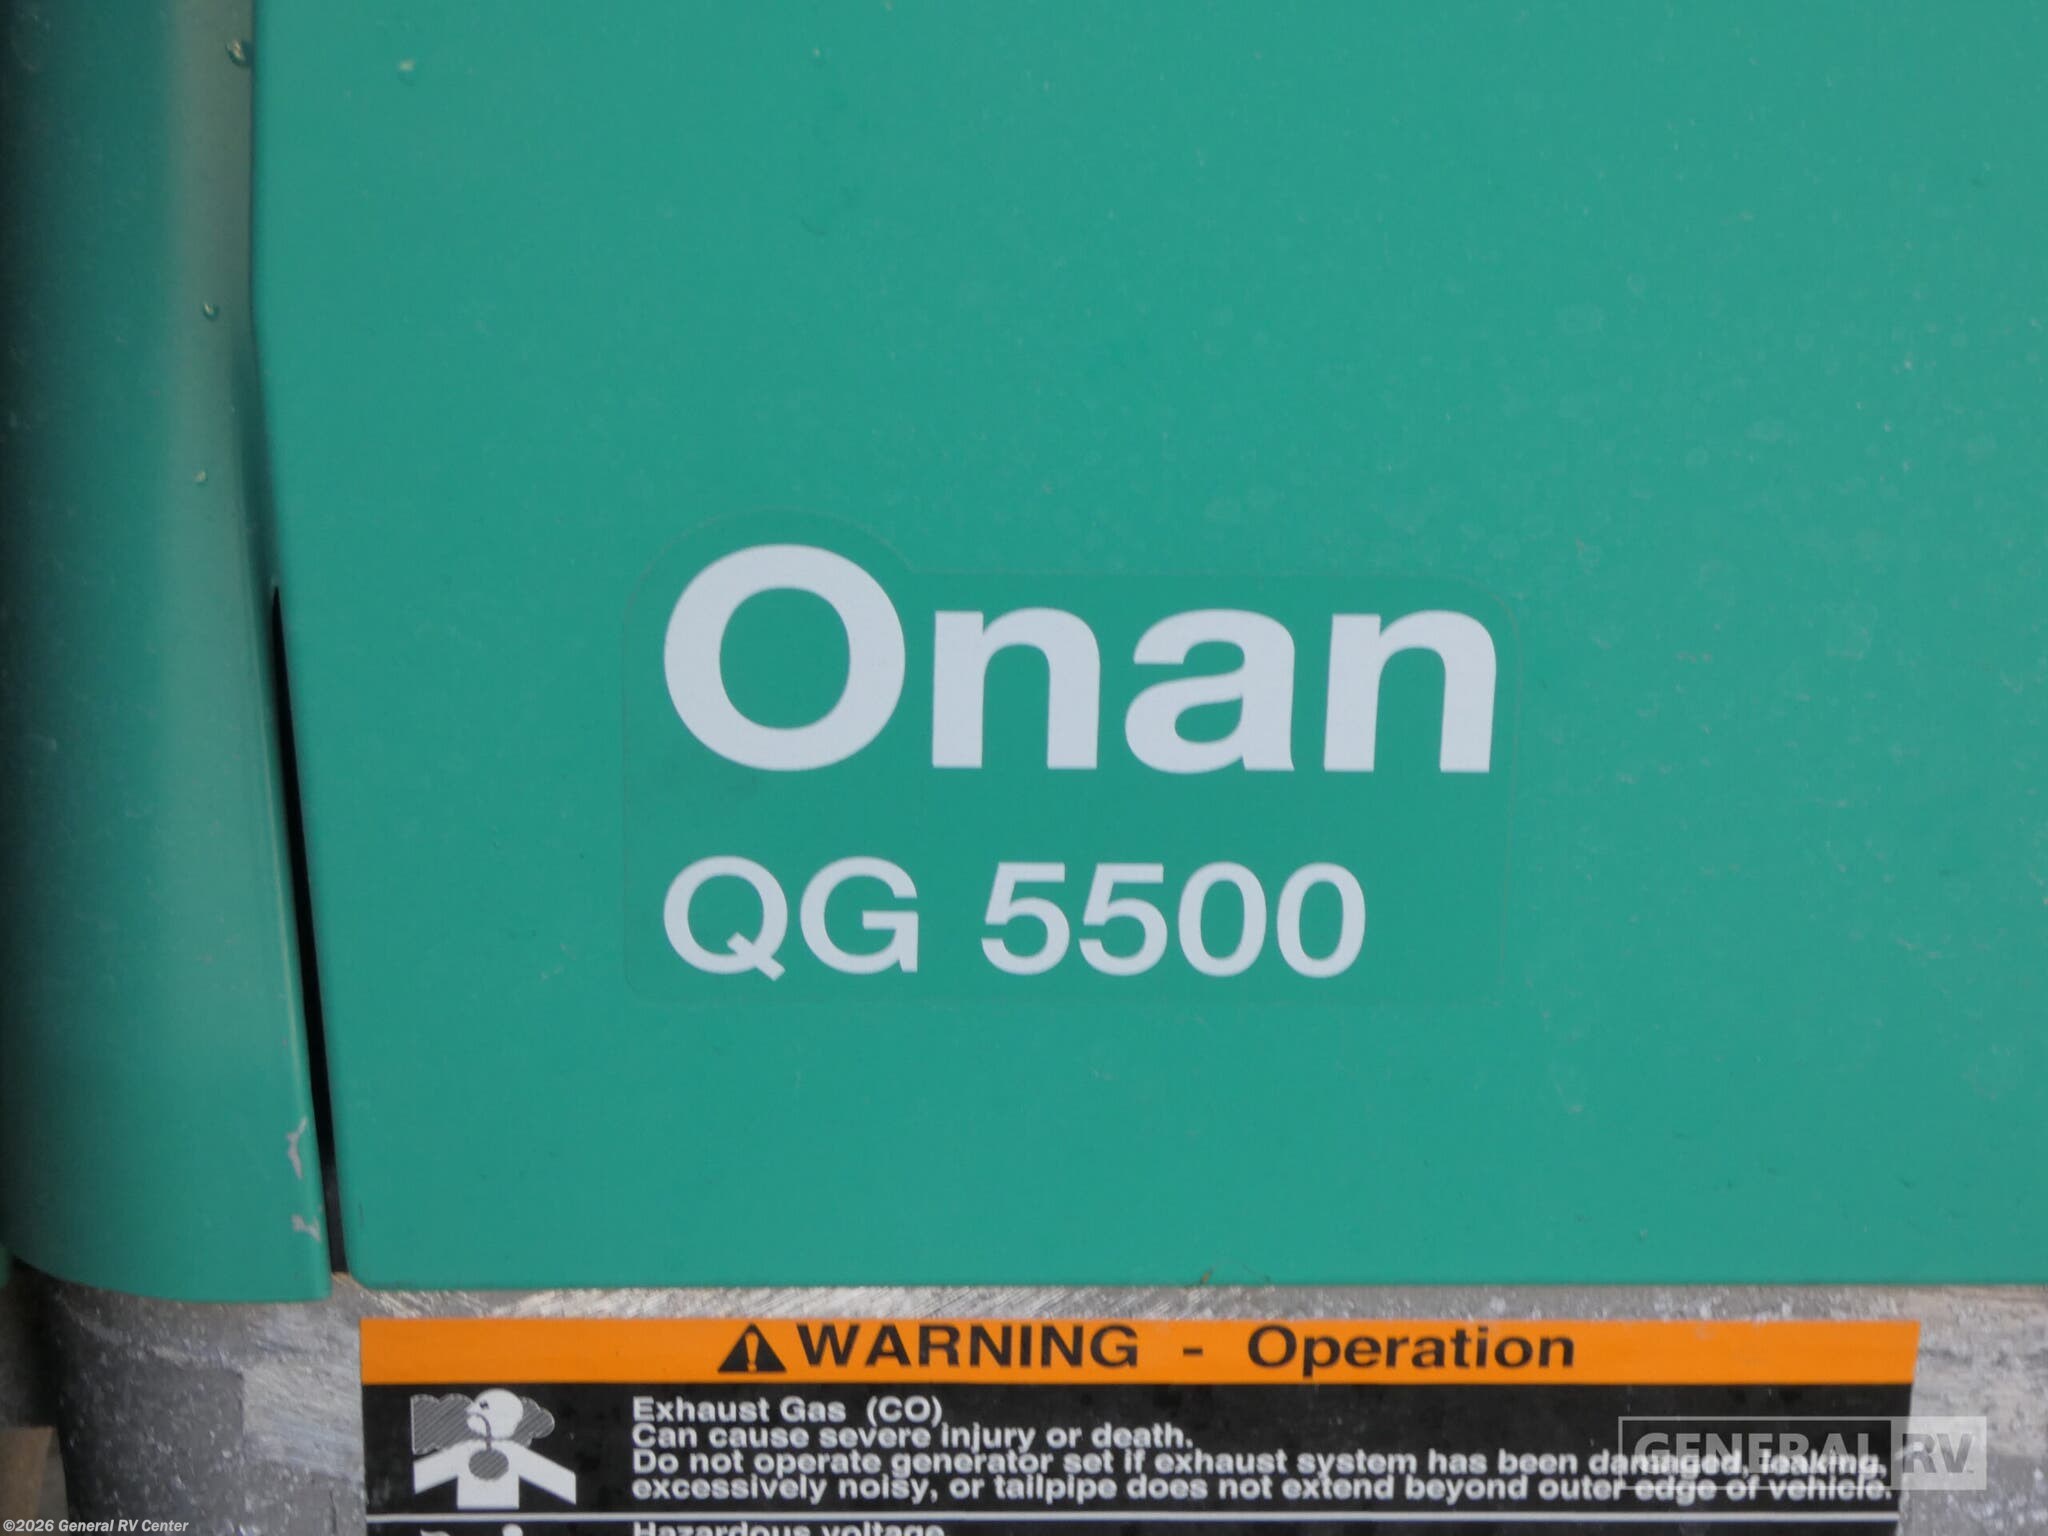 Onan
QG 5500
WARNING - Operation
Exhaust Gas (CO)
Can cause severe injury or death.
Do not operate generator set if exhaust system has been damaged, leaking,
excessively noisy, or tailpipe does not extend beyond outer edge of vehicle.
GENERAL RV
Hazardous voltage
©2026 General RV Center